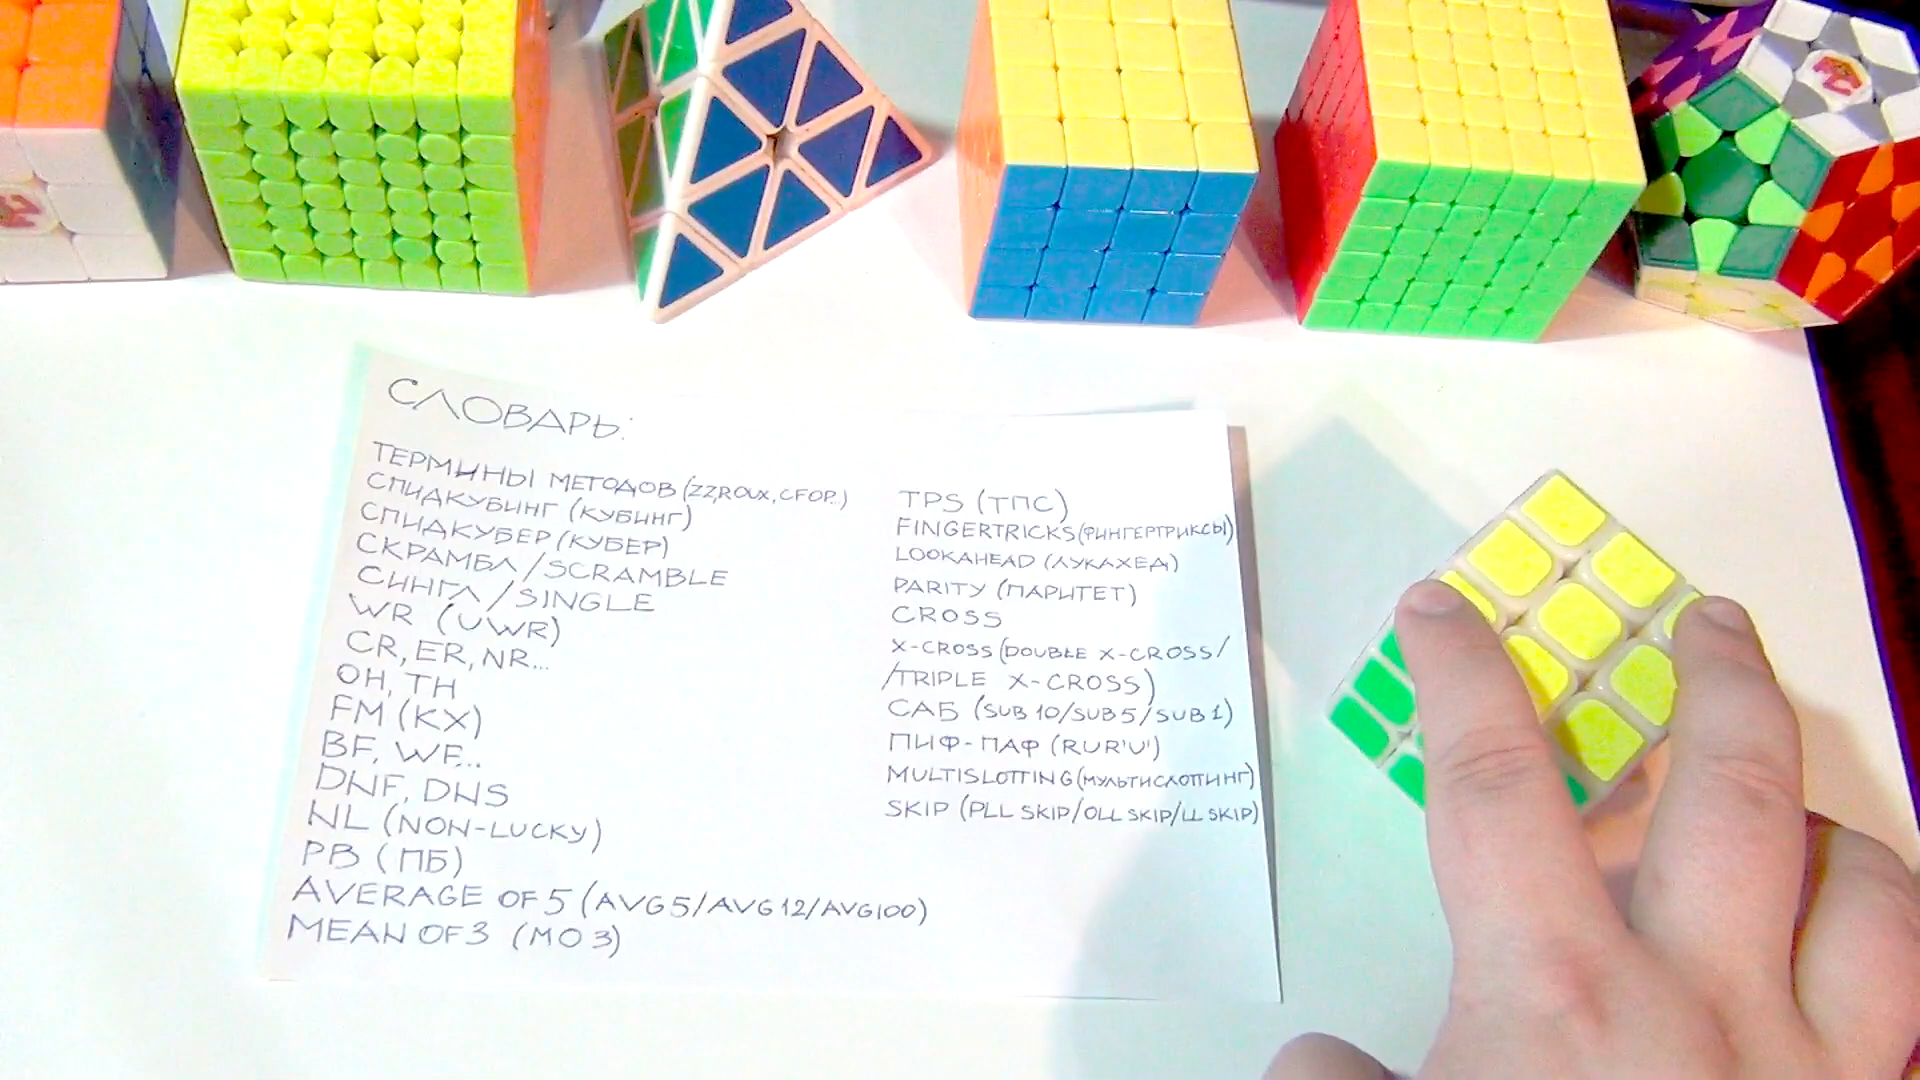 СЛОВАРЬ:
ТЕРМИНЫ МЕТОДОВ (ZZ, ROUX, CFOP..)
СПИДКУБИНГ (КУБИНГ)
СПИДКУБЕР (КУБЕР)
СКРАМБЛ/SCRAMBLE
СИНГЛ/SINGLE
WR (UWR)
CR, ER, NR...
OH, TH
FM (КХ)
BF, WF...
DNF, DNS
NL (NON-LUCKY)
PB (ПБ)
AVERAGE OF 5 (AVG5/AVG12/AVG100)
MEAN OF 3 (MO3)
TPS (ТПС)
FINGERTRICKS (ФИНГЕРТРИКСЫ)
LOOKAHEAD (ЛУКАХЕД)
PARITY (ПАРИТЕТ)
CROSS
X-CROSS (DOUBLE X-CROSS/
/TRIPLE X-CROSS)
САБ (SUB 10/SUB 5/SUB 1)
ПИФ-ПАФ (RUR'U')
MULTISLOTTING (МУЛЬТИСЛОТТИНГ)
SKIP (PLL SKIP/OLL SKIP/LL SKIP)